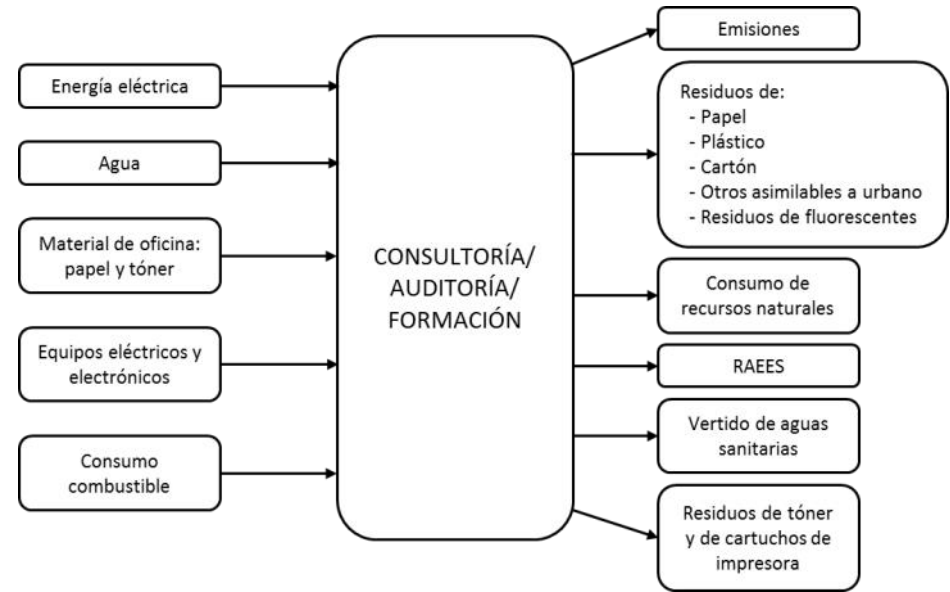 Energía eléctrica
Agua
Material de oficina:
papel y tóner
Equipos eléctricos y
electrónicos
Consumo
combustible
CONSULTORÍA/
AUDITORÍA/
FORMACIÓN
Emisiones
Residuos de:
- Papel
- Plástico
- Cartón
- Otros asimilables a urbano
- Residuos de fluorescentes
Consumo de
recursos naturales
RAEES
Vertido de aguas
sanitarias
Residuos de tóner
y de cartuchos de
impresora